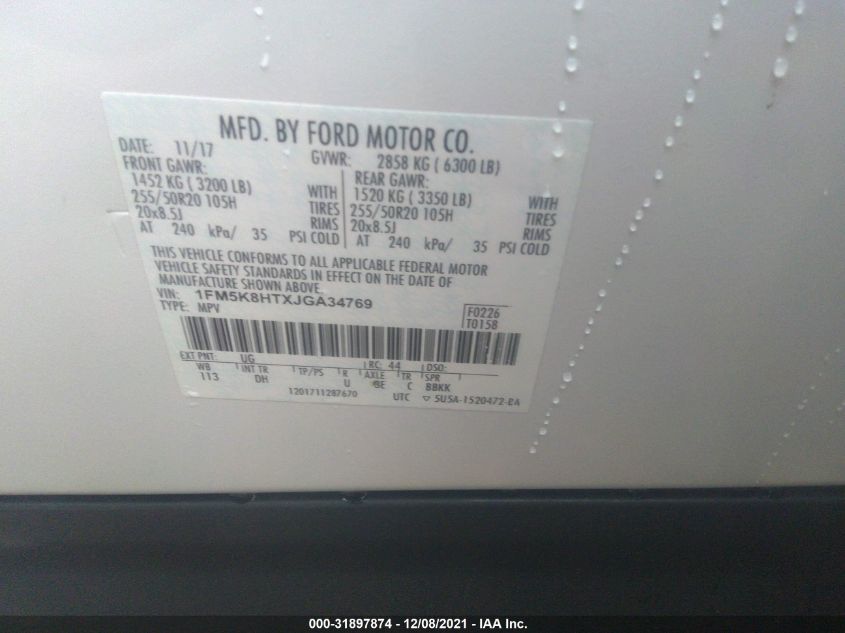 MFD. BY FORD MOTOR CO.
DATE: 11/17 GVWR: 2858 KG ( 6300 LB)
FRONT GAWR: REAR GAWR:
1452 KG ( 3200 LB) WITH 1520 KG ( 3350 LB) WITH
255/50R20 105H TIRES 255/50R20 105H TIRES
20x8.5J RIMS 20x8.5J RIMS
AT 240 kPa/ 35 PSI COLD AT 240 kPa/ 35 PSI COLD
THIS VEHICLE CONFORMS TO ALL APPLICABLE FEDERAL MOTOR
VEHICLE SAFETY STANDARDS IN EFFECT ON THE DATE OF
MANUFACTURE SHOWN ABOVE.
VIN: 1FM5K8HTXJGA34769 F0226
TYPE: MPV T0158
EXT PNT: UG RC: 44 DSO:
WB INT TR TP/PS R AXLE TR SPR
113 DH U C BBKK
1201711287670 UTC ▽ 5U5A-1520472-
000-31897874 - 12/08/2021 - IAA Inc.